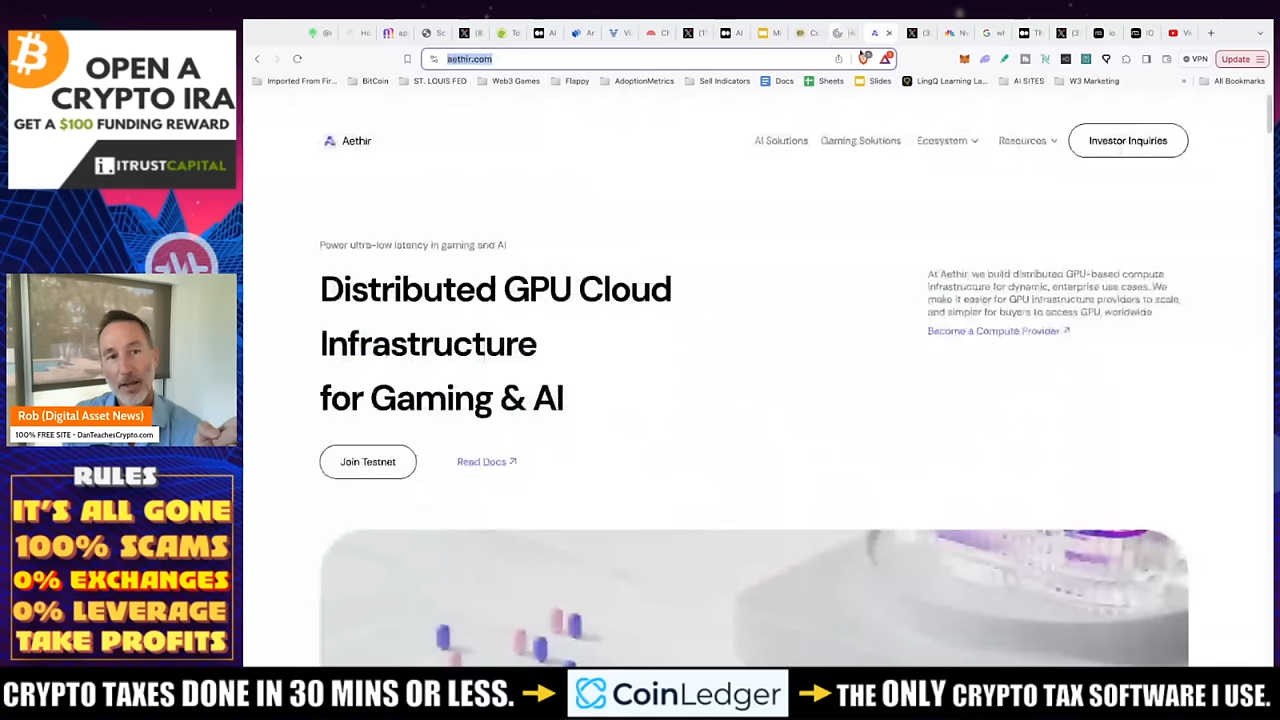 OPEN A
CRYPTO IRA
GET A $100 FUNDING REWARD
i. ITRUSTCAPITAL
Rob (Digital Asset News)
100% FREE SITE - DanTeachesCrypto.com
RULES
IT'S ALL GONE
100% SCAMS
0% EXCHANGES
0% LEVERAGE
TAKE PROFITS
aethir.com
VPN
Update
Imported From Fir...
BitCoin
ST. LOUIS FED
Web3 Games
Flappy
AdoptionMetrics
Sell Indicators
Docs
Sheets
Slides
LingQ Learning La...
AI SITES
W3 Marketing
»
All Bookmarks
Aethir
AI Solutions
Gaming Solutions
Ecosystem
Resources
Investor Inquiries
Power ultra-low latency in gaming and AI
Distributed GPU Cloud
Infrastructure
for Gaming & AI
At Aethir, we build distributed GPU-based compute
infrastructure for dynamic, enterprise use cases. We
make it easier for GPU infrastructure providers to scale,
and simpler for buyers to access GPU, worldwide
Become a Compute Provider
Join Testnet
Read Docs
CRYPTO TAXES DONE IN 30 MINS OR LESS.
CoinLedger
THE ONLY CRYPTO TAX SOFTWARE I USE.